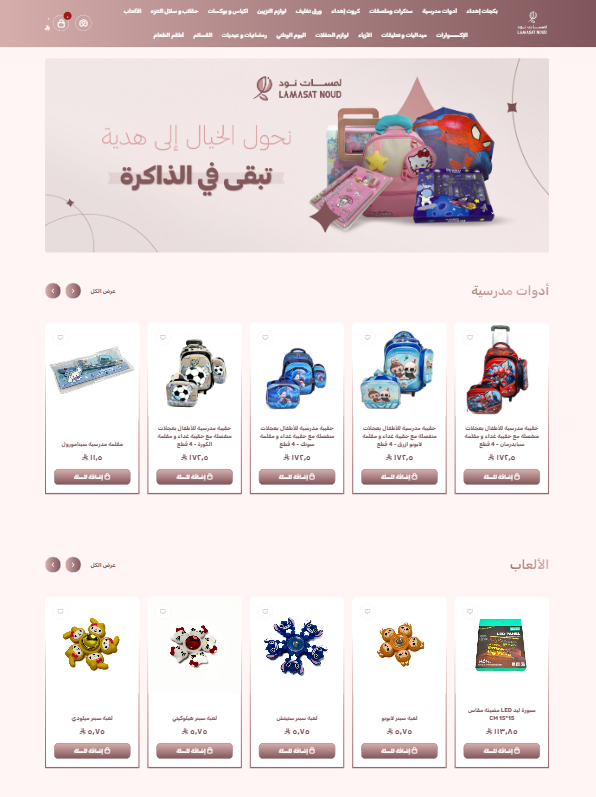 بكجات إهداء أدوات مدرسية ستكرات وملصقات كروت إهداء ورق تغليف لوازم التزيين اكياس و بوكسات حقائب و سلال الخزه الألعاب
الإكسسوارات ميداليات و تعليقات الأزياء لوازم الحفلات اليوم الوطني رمضانيات و عيديات القسائم أطقم الطعام
لمسات نود
LAMASAT NOUD
لمسات نود
LAMASAT NOUD
نحول الخيال إلى هدية
تبقى في الذاكرة
أدوات مدرسية
عرض الكل
حقيبة مدرسية للأطفال بعجلات منفصلة مع حقيبة غداء و مقلمة سبايدرمان - 4 قطع
١٧٢٫٥
إضافة للسلة
حقيبة مدرسية للأطفال بعجلات منفصلة مع حقيبة غداء و مقلمة لابوبو ازرق - 4 قطع
١٧٢٫٥
إضافة للسلة
حقيبة مدرسية للأطفال بعجلات منفصلة مع حقيبة غداء و مقلمة سونك - 4 قطع
١٧٢٫٥
إضافة للسلة
حقيبة مدرسية للأطفال بعجلات منفصلة مع حقيبة غداء و مقلمة الكورة - 4 قطع
١٧٢٫٥
إضافة للسلة
مقلمة مدرسية سينامورول
١١٫٥
إضافة للسلة
الألعاب
عرض الكل
LED PANEL
سبورة ليد LED مضيئة مقاس
15*15 CM
١١٣٫٨٥
إضافة للسلة
لعبة سبنر لابوبو
٥٫٧٥
إضافة للسلة
لعبة سبنر ستيتش
٥٫٧٥
إضافة للسلة
لعبة سبنر هيلوكيتي
٥٫٧٥
إضافة للسلة
لعبة سبنر ميلودي
٥٫٧٥
إضافة للسلة